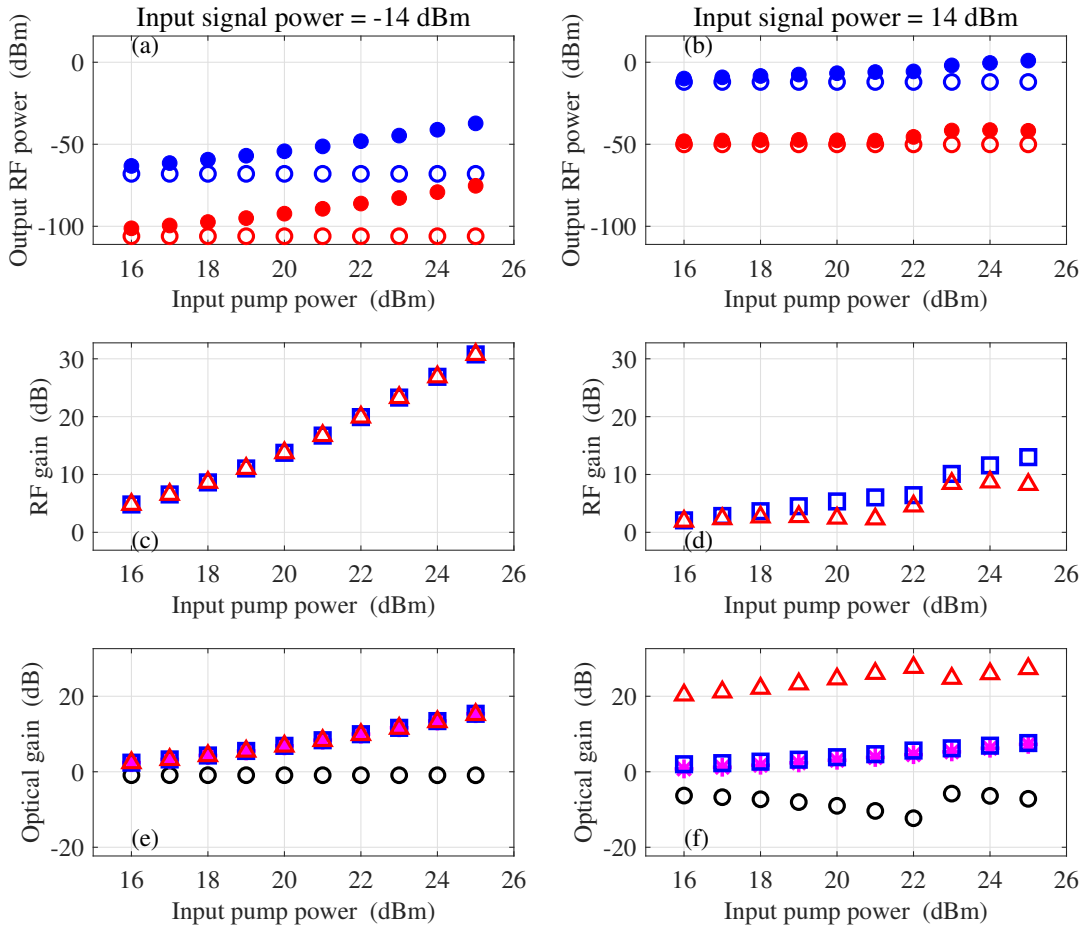 Input signal power = -14 dBm
Input signal power = 14 dBm
(a)
Output RF power (dBm)
0
-50
-100
16 18 20 22 24 26
Input pump power (dBm)
(b)
Output RF power (dBm)
0
-50
-100
16 18 20 22 24 26
Input pump power (dBm)
RF gain (dB)
30
20
10
0
(c)
16 18 20 22 24 26
Input pump power (dBm)
RF gain (dB)
30
20
10
0
(d)
16 18 20 22 24 26
Input pump power (dBm)
Optical gain (dB)
20
0
-20
(e)
16 18 20 22 24 26
Input pump power (dBm)
Optical gain (dB)
20
0
-20
(f)
16 18 20 22 24 26
Input pump power (dBm)